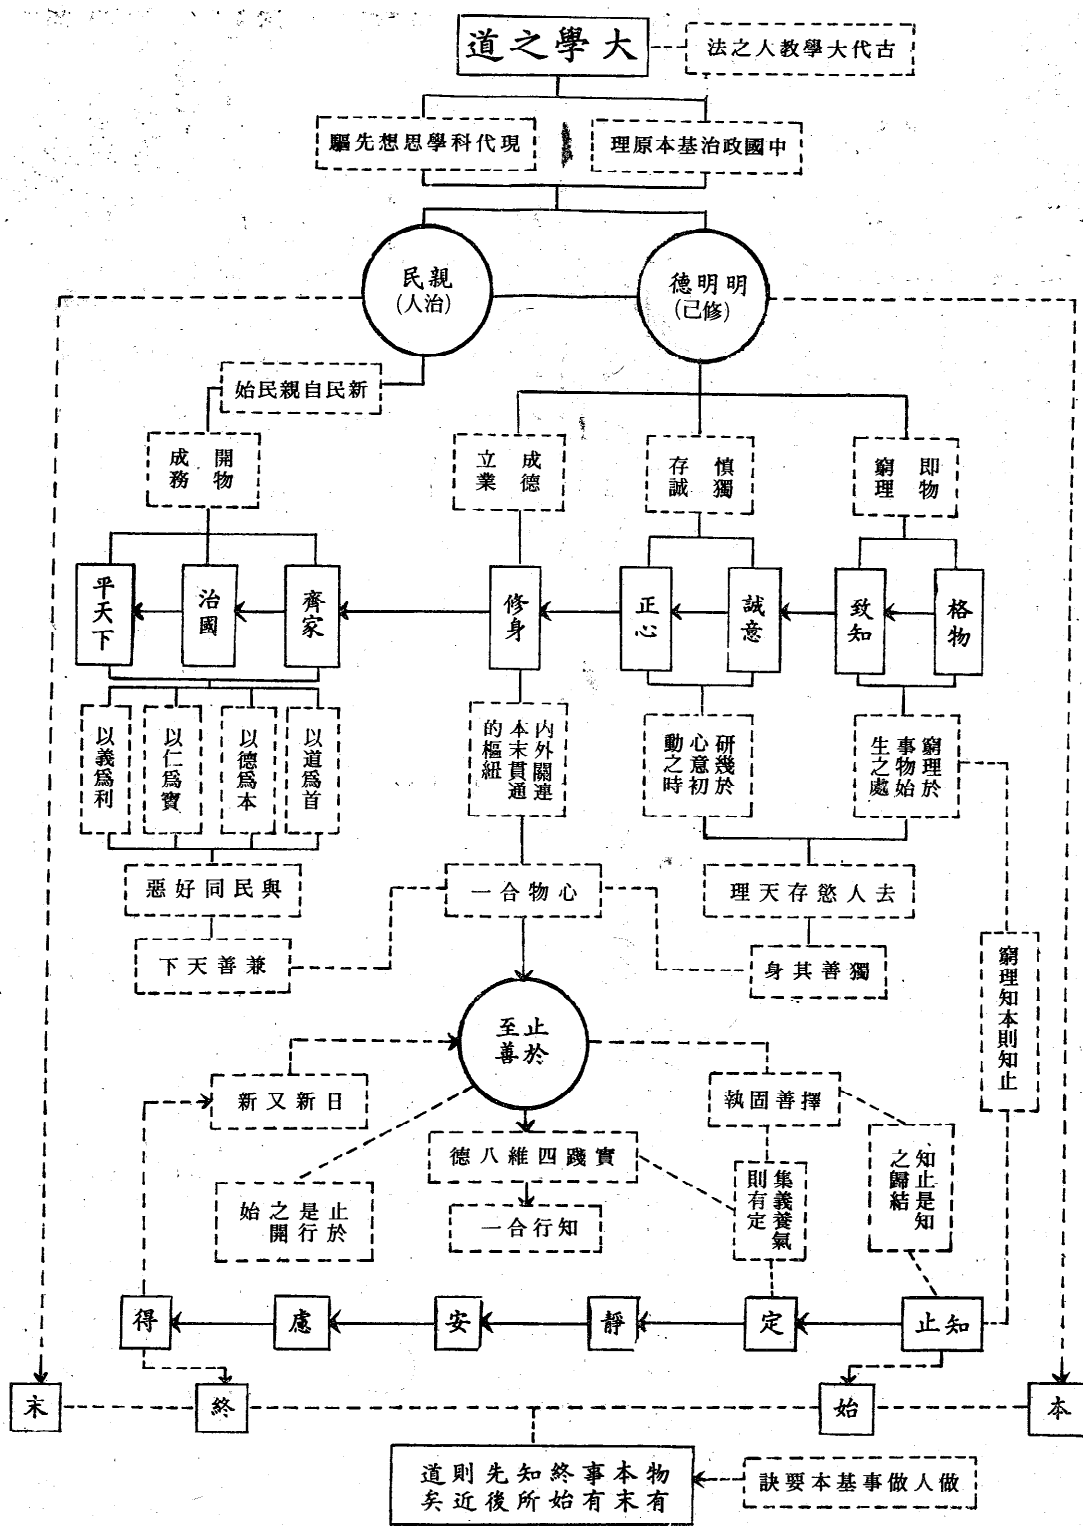 大學之道
古代大學教人之法
中國政治基本原理
現代科學思想先驅
明明德
(修己)
親民
(治人)
新民自親民始
即物
窮理
慎獨
存誠
成德
立業
開物
成務
格物
致知
誠意
正心
修身
齊家
治國
平天下
窮理於
事物始
生之處
研幾於
心意初
動之時
內外關連
本末貫通
的樞紐
以道爲首
以德爲本
以仁爲寶
以義爲利
去人慾存天理
心物合一
與民同好惡
獨善其身
兼善天下
窮理知本則知止
止於
至善
擇善固執
日新又新
實踐四維八德
知止是知
之歸結
集義養氣
則有定
止於
是行
之開
始
知行合一
知止
定
靜
安
慮
得
本
始
終
末
物有
本末
事有
終始
知所
先後
則近
道矣
做人做事基本要訣